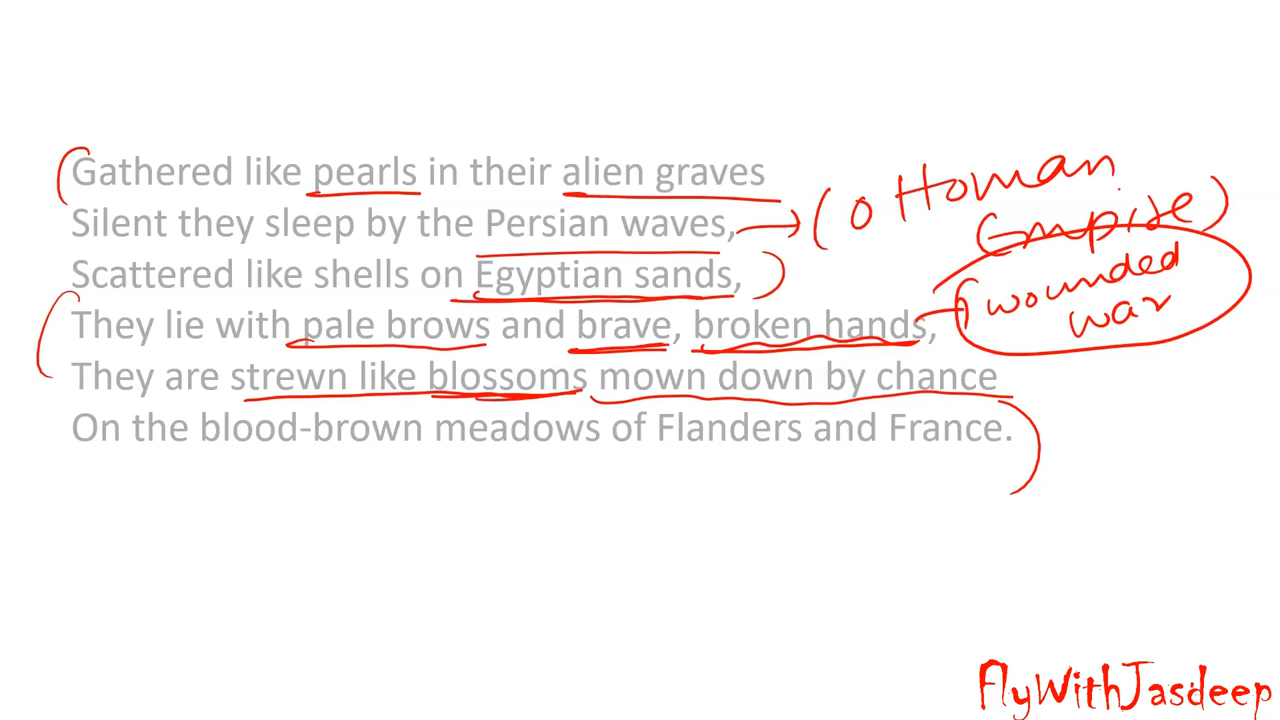 Gathered like pearls in their alien graves
Silent they sleep by the Persian waves,
Scattered like shells on Egyptian sands,
They lie with pale brows and brave, broken hands,
They are strewn like blossoms mown down by chance
On the blood-brown meadows of Flanders and France.
(Ottoman
Empire)
wounded
war
FlyWithJasdeep